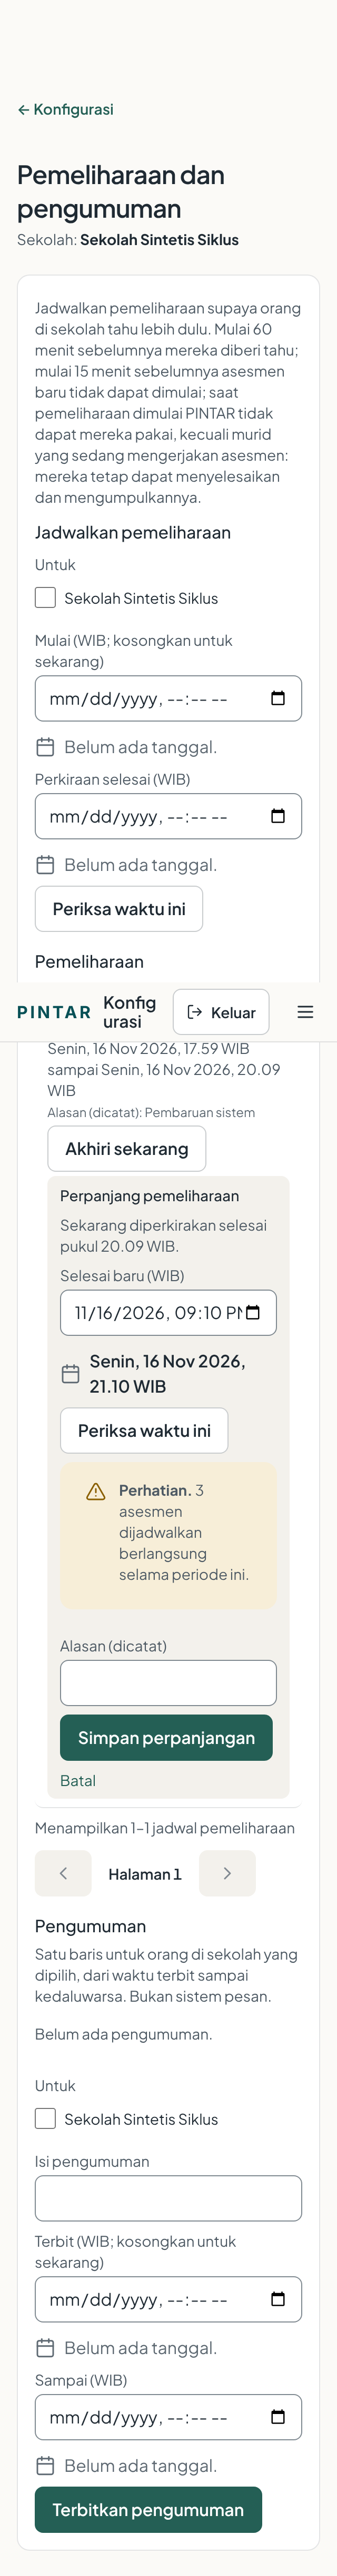 ← Konfigurasi
Pemeliharaan dan
pengumuman
Sekolah: Sekolah Sintetis Siklus
Jadwalkan pemeliharaan supaya orang
di sekolah tahu lebih dulu. Mulai 60
menit sebelumnya mereka diberi tahu;
mulai 15 menit sebelumnya asesmen
baru tidak dapat dimulai; saat
pemeliharaan dimulai PINTAR tidak
dapat mereka pakai, kecuali murid
yang sedang mengerjakan asesmen:
mereka tetap dapat menyelesaikan
dan mengumpulkannya.
Jadwalkan pemeliharaan
Untuk
Sekolah Sintetis Siklus
Mulai (WIB; kosongkan untuk
sekarang)
mm/dd/yyyy, --:-- --
Belum ada tanggal.
Perkiraan selesai (WIB)
mm/dd/yyyy, --:-- --
Belum ada tanggal.
Periksa waktu ini
Pemeliharaan
PINTAR
Konfig
urasi
Keluar
Senin, 16 Nov 2026, 17.59 WIB
sampai Senin, 16 Nov 2026, 20.09
WIB
Alasan (dicatat): Pembaruan sistem
Akhiri sekarang
Perpanjang pemeliharaan
Sekarang diperkirakan selesai
pukul 20.09 WIB.
Selesai baru (WIB)
11/16/2026, 09:10 PM
Senin, 16 Nov 2026,
21.10 WIB
Periksa waktu ini
Perhatian. 3
asesmen
dijadwalkan
berlangsung
selama periode ini.
Alasan (dicatat)
Simpan perpanjangan
Batal
Menampilkan 1–1 jadwal pemeliharaan
Halaman 1
Pengumuman
Satu baris untuk orang di sekolah yang
dipilih, dari waktu terbit sampai
kedaluwarsa. Bukan sistem pesan.
Belum ada pengumuman.
Untuk
Sekolah Sintetis Siklus
Isi pengumuman
Terbit (WIB; kosongkan untuk
sekarang)
mm/dd/yyyy, --:-- --
Belum ada tanggal.
Sampai (WIB)
mm/dd/yyyy, --:-- --
Belum ada tanggal.
Terbitkan pengumuman